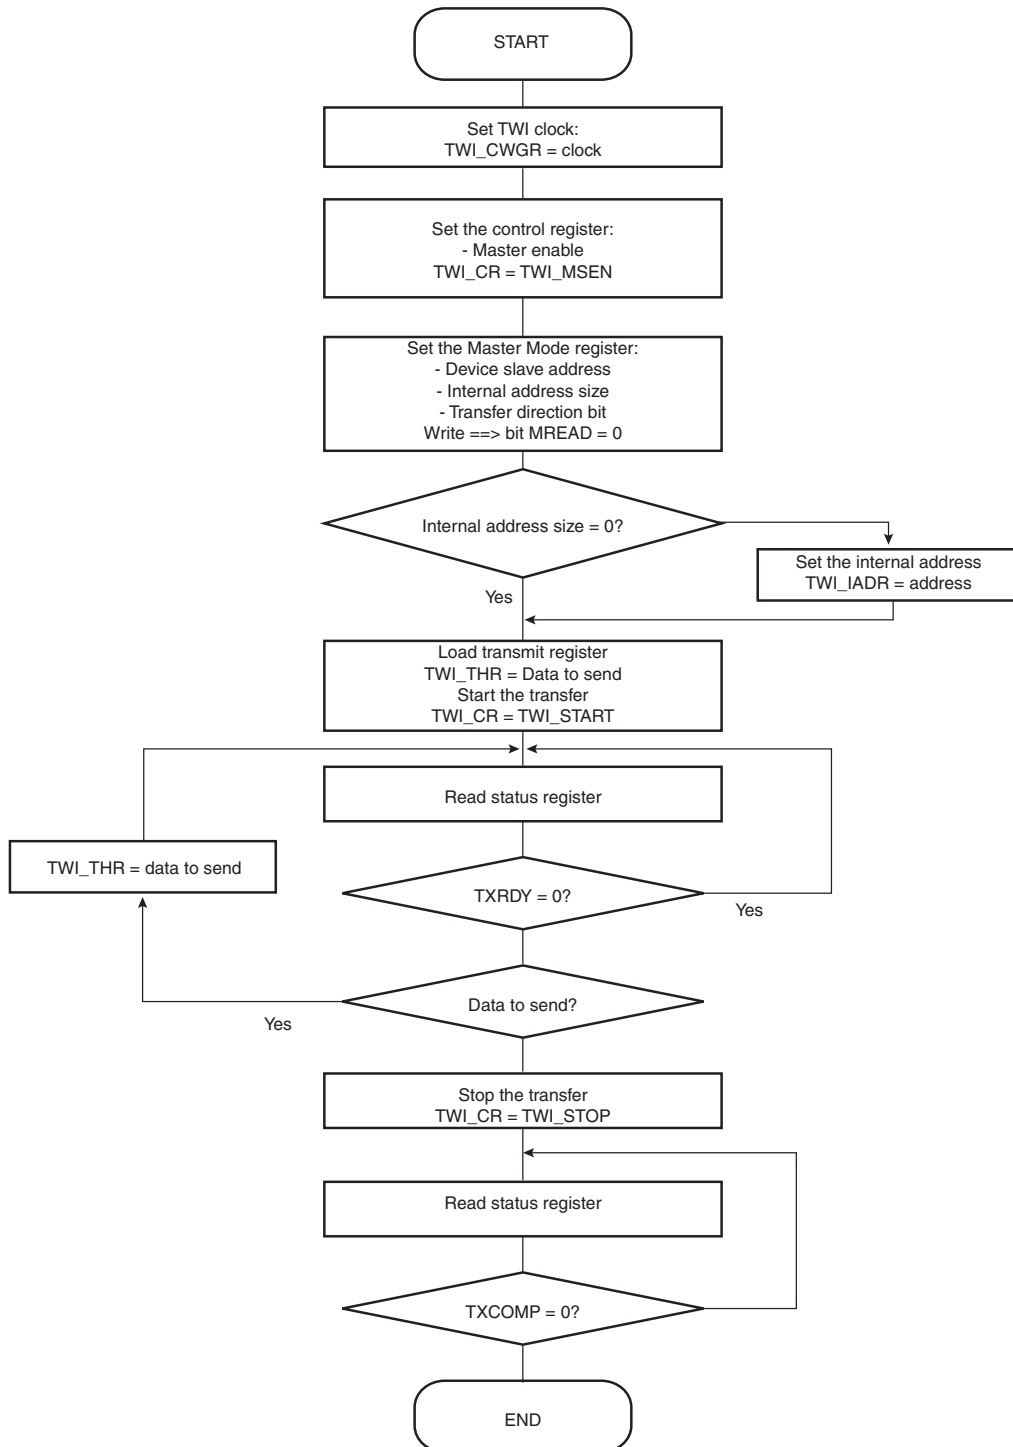 START
Set TWI clock:
TWI_CWGR = clock
Set the control register:
- Master enable
TWI_CR = TWI_MSEN
Set the Master Mode register:
- Device slave address
- Internal address size
- Transfer direction bit
Write ==> bit MREAD = 0
Internal address size = 0?
Set the internal address
TWI_IADR = address
Yes
Load transmit register
TWI_THR = Data to send
Start the transfer
TWI_CR = TWI_START
Read status register
TWI_THR = data to send
TXRDY = 0?
Yes
Data to send?
Yes
Stop the transfer
TWI_CR = TWI_STOP
Read status register
TXCOMP = 0?
END